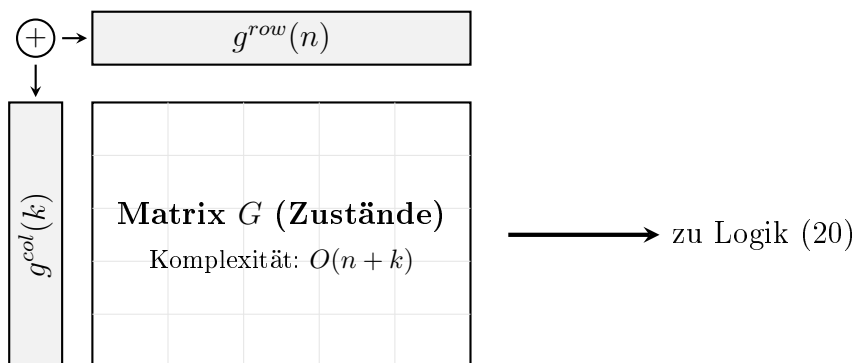 +
g^{row}(n)
g^{col}(k)
Matrix G (Zustände)
Komplexität: O(n + k)
zu Logik (20)